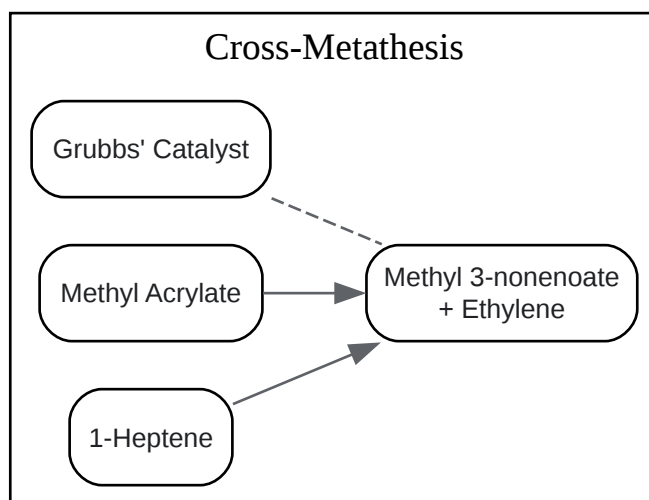 Cross-Metathesis
Grubbs' Catalyst
Methyl Acrylate
Methyl 3-nonenoate
+ Ethylene
1-Heptene